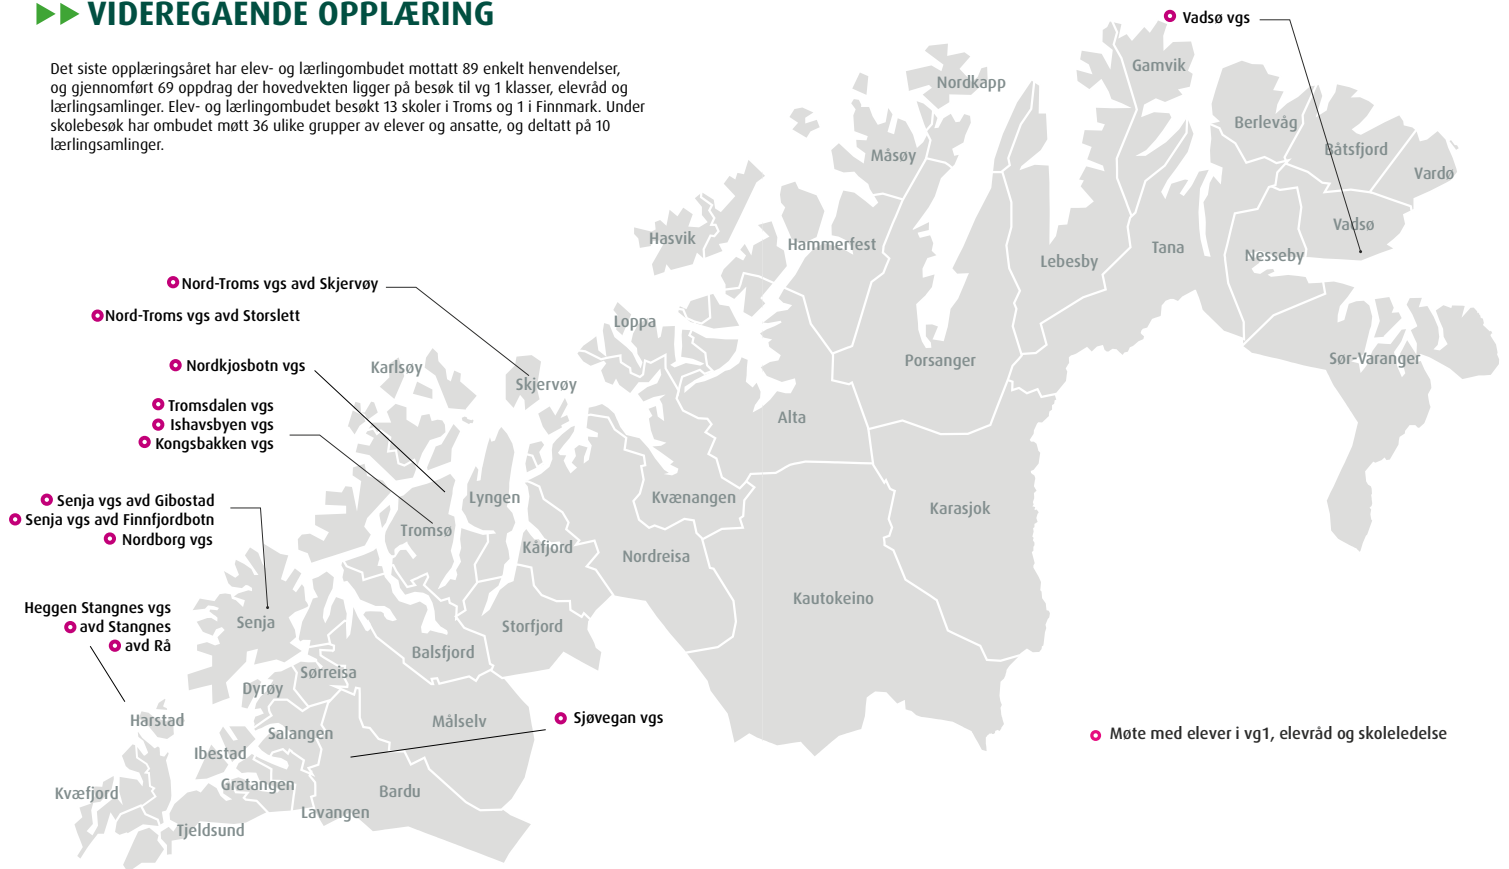 VIDEREGAENDE OPPLÆRING
Det siste opplæringsåret har elev- og lærlingombudet mottatt 89 enkelt henvendelser,
og gjennomført 69 oppdrag der hovedvekten ligger på besøk til vg 1 klasser, elevråd og
lærlingsamlinger. Elev- og lærlingombudet besøkt 13 skoler i Troms og 1 i Finnmark. Under
skolebesøk har ombudet møtt 36 ulike grupper av elever og ansatte, og deltatt på 10
lærlingsamlinger.
Vadsø vgs
Gamvik
Nordkapp
Berlevåg
Båtsfjord
Måsøy
Vardø
Vadsø
Hasvik
Hammerfest
Tana
Nesseby
Lebesby
Nord-Troms vgs avd Skjervøy
Nord-Troms vgs avd Storslett
Loppa
Nordkjosbotn vgs
Karlsøy
Skjervøy
Porsanger
Sør-Varanger
Tromsdalen vgs
Ishavsbyen vgs
Kongsbakken vgs
Alta
Senja vgs avd Gibostad
Senja vgs avd Finnfjordbotn
Nordborg vgs
Lyngen
Kvænangen
Karasjok
Tromsø
Kåfjord
Nordreisa
Kautokeino
Heggen Stangnes vgs
avd Stangnes
avd Rå
Senja
Storfjord
Balsfjord
Sørreisa
Dyrøy
Harstad
Målselv
Sjøvegan vgs
Salangen
Ibestad
Møte med elever i vg1, elevråd og skoleledelse
Gratangen
Kvæfjord
Bardu
Lavangen
Tjeldsund